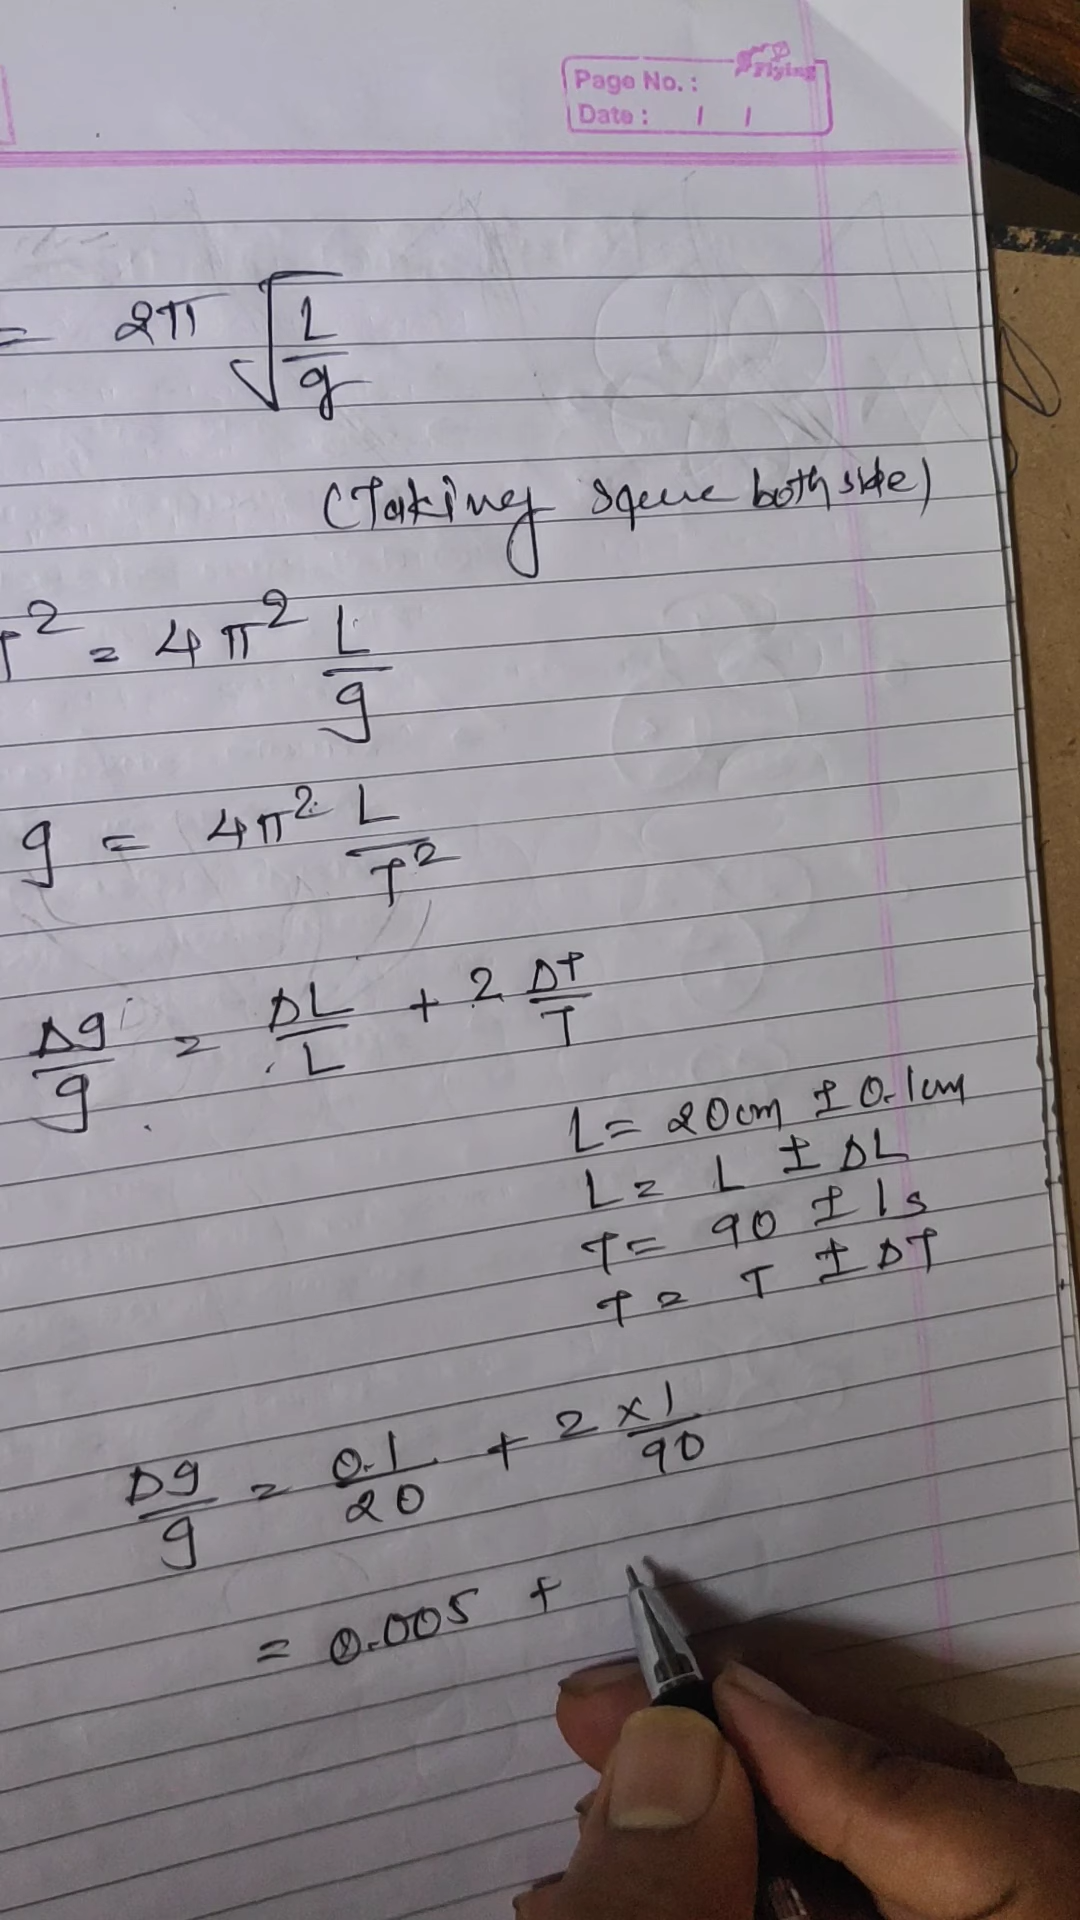 Page No. :
Flying
Date : / /
= 2π √(L/g)
(Taking square both side)
T² = 4π² L/g
g = 4π² L/T²
Δg/g = ΔL/L + 2 ΔT/T
L = 20cm ± 0.1cm
L = L ± ΔL
T = 90 ± 1s
T = T ± ΔT
Δg/g = 0.1/20 + 2 × 1/90
= 0.005 +